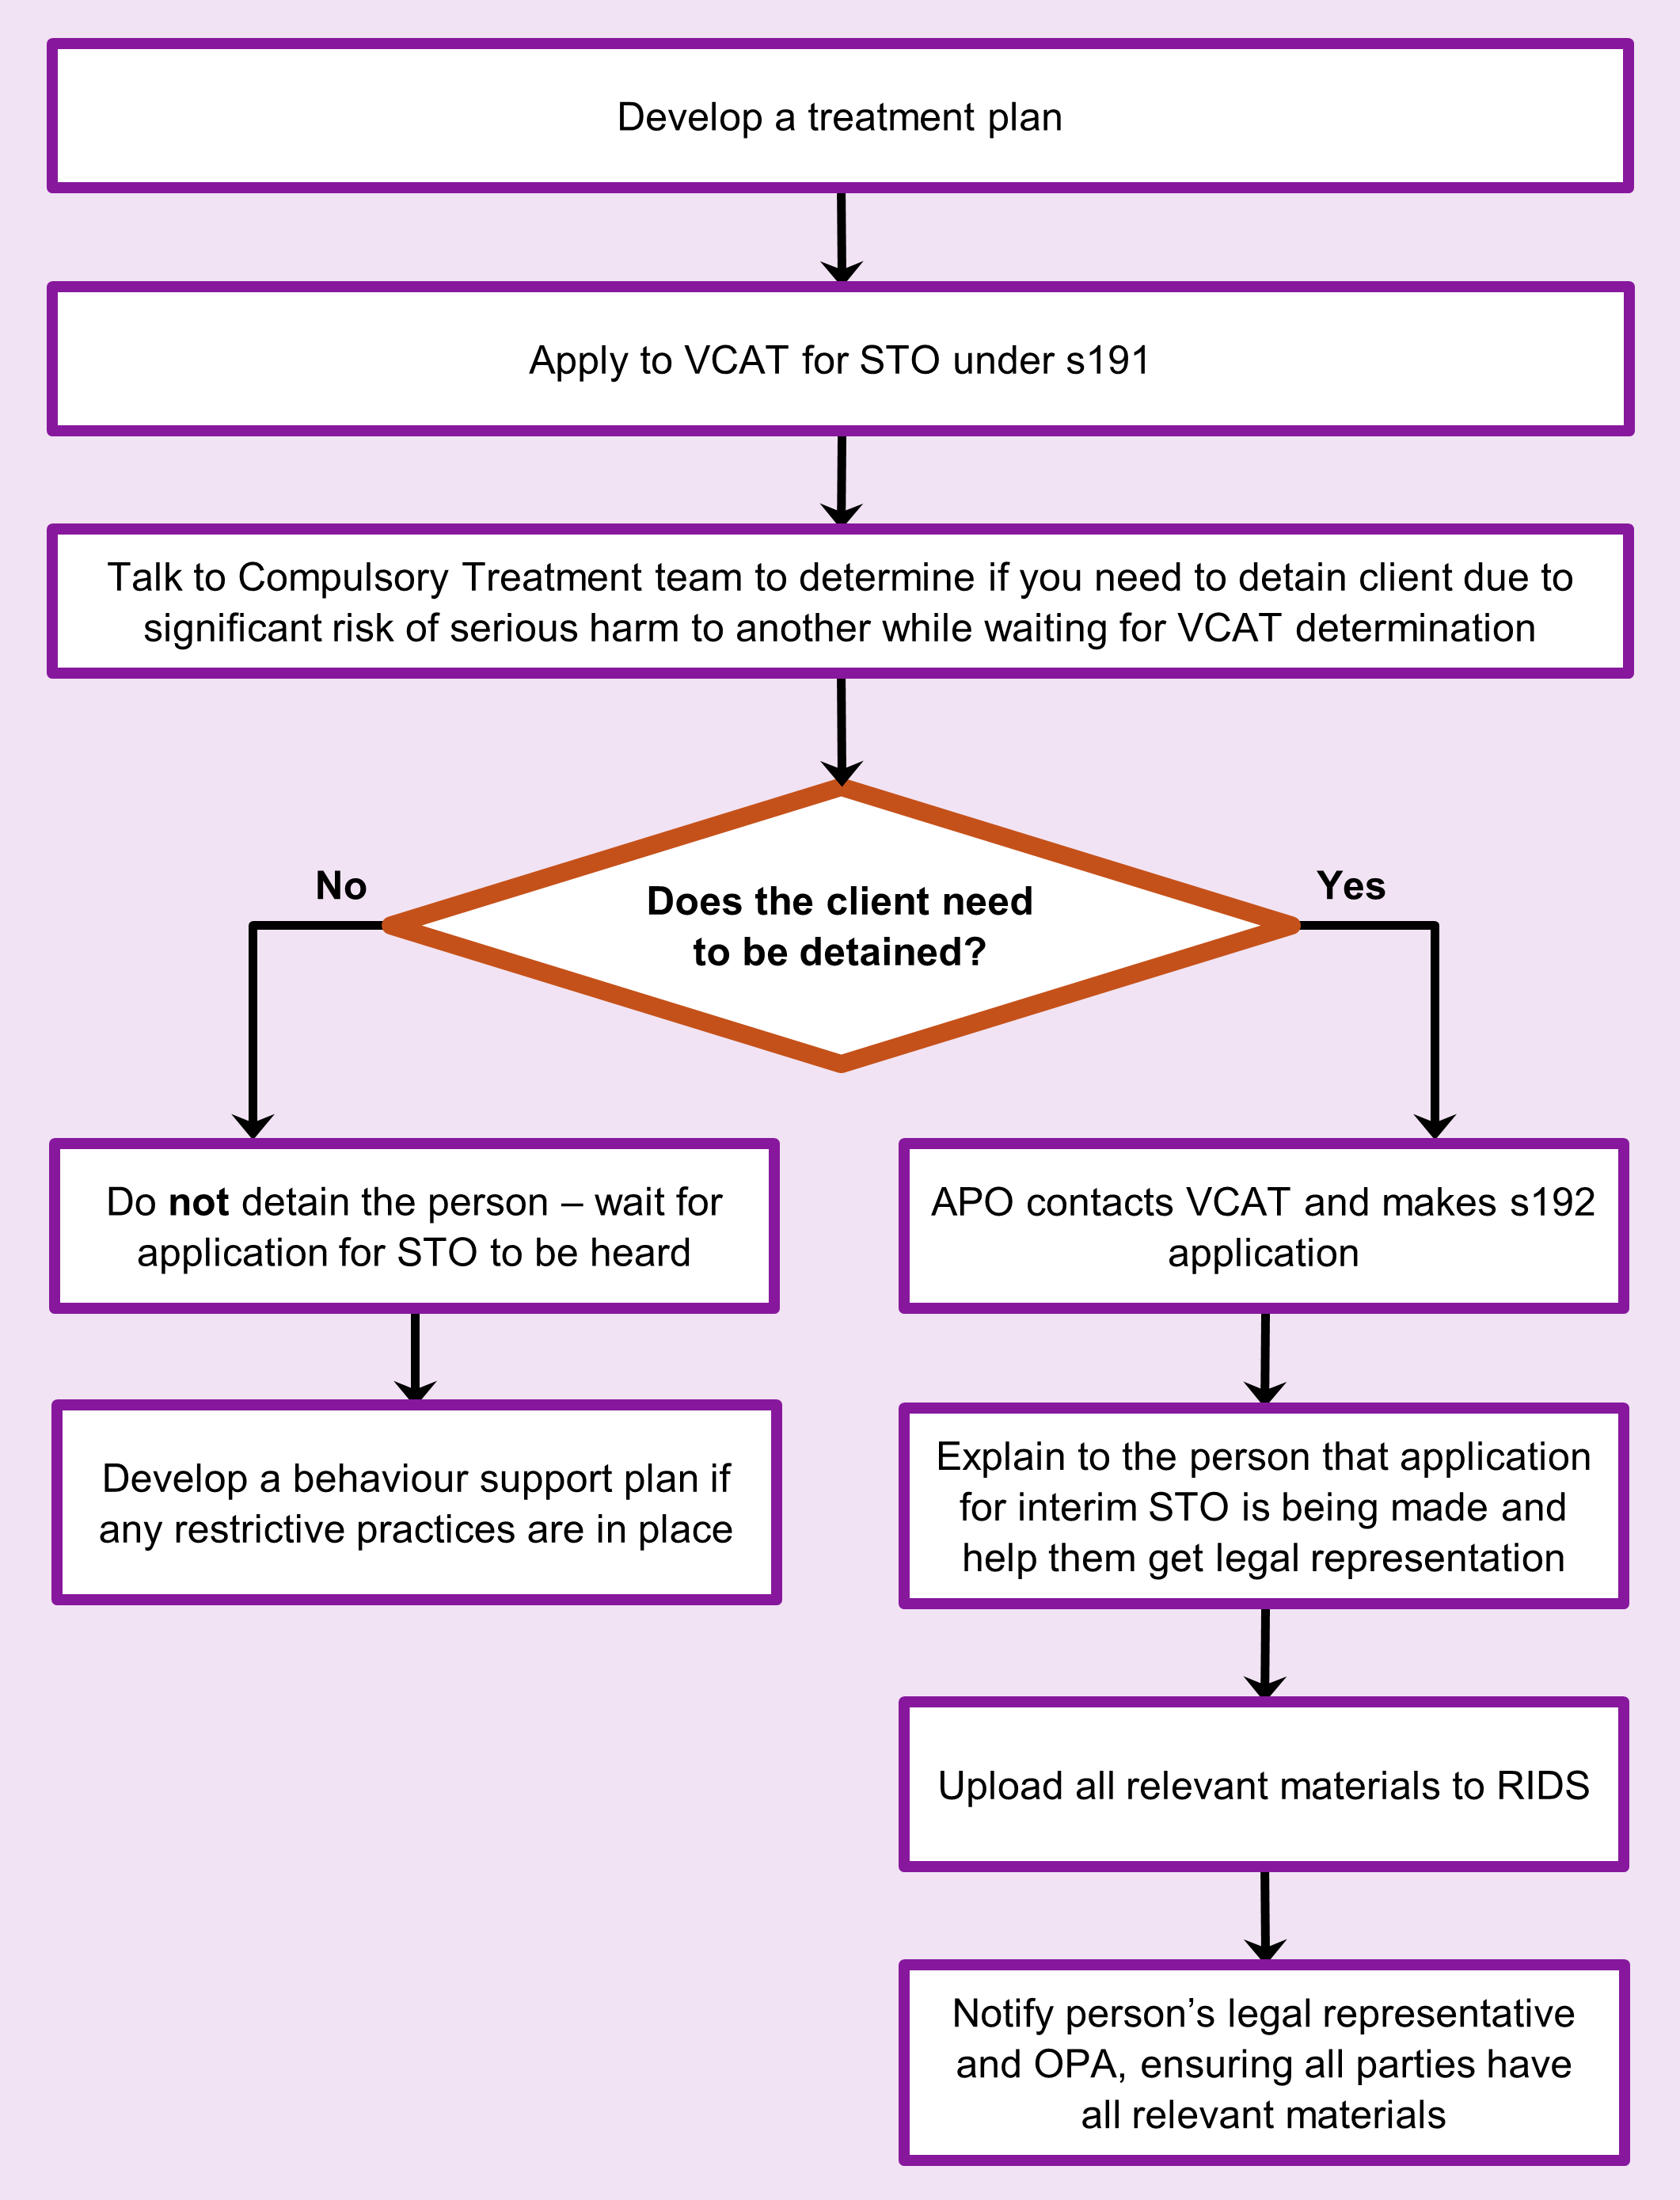 Develop a treatment plan
Apply to VCAT for STO under s191
Talk to Compulsory Treatment team to determine if you need to detain client due to
significant risk of serious harm to another while waiting for VCAT determination
Does the client need
to be detained?
No
Yes
Do not detain the person – wait for
application for STO to be heard
Develop a behaviour support plan if
any restrictive practices are in place
APO contacts VCAT and makes s192
application
Explain to the person that application
for interim STO is being made and
help them get legal representation
Upload all relevant materials to RIDS
Notify person’s legal representative
and OPA, ensuring all parties have
all relevant materials